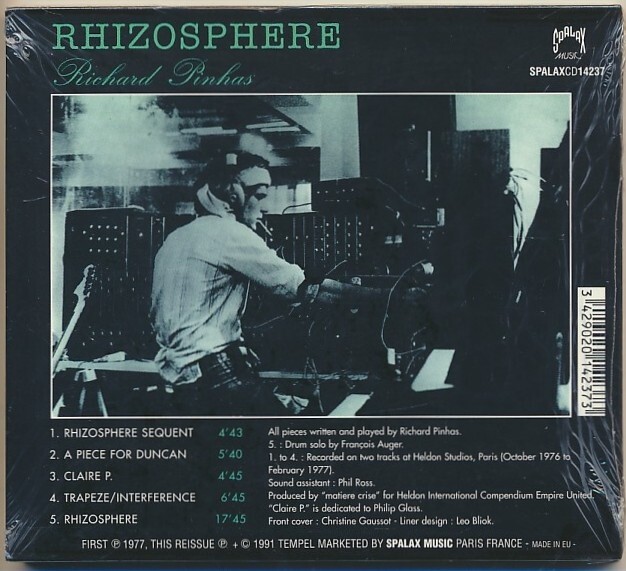 RHIZOSPHERE
Richard Pinhas
SPALAX
MUSIC
SPALAXCD14237
3 429020 142373
1. RHIZOSPHERE SEQUENT 4'43
2. A PIECE FOR DUNCAN 5'40
3. CLAIRE P. 4'45
4. TRAPEZE/INTERFERENCE 6'45
5. RHIZOSPHERE 17'45
All pieces written and played by Richard Pinhas.
5. : Drum solo by François Auger.
1. to 4. : Recorded on two tracks at Heldon Studios, Paris (October 1976 to
February 1977).
Sound assistant : Phil Ross.
Produced by "matiere crise" for Heldon International Compendium Empire United.
"Claire P." is dedicated to Philip Glass.
Front cover : Christine Gaussot - Liner design : Leo Bliok.
FIRST ℗ 1977, THIS REISSUE ℗ + © 1991 TEMPEL MARKETED BY SPALAX MUSIC PARIS FRANCE - MADE IN EU -